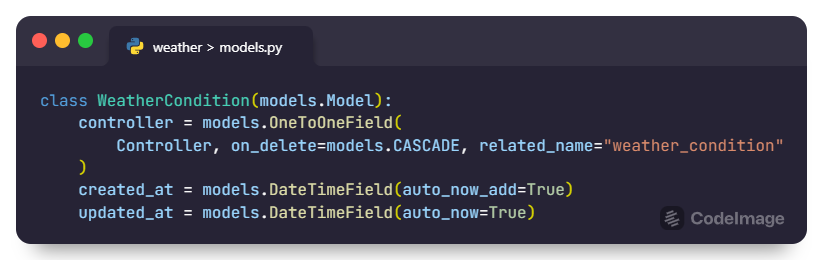 weather > models.py
class WeatherCondition(models.Model):
    controller = models.OneToOneField(
        Controller, on_delete=models.CASCADE, related_name="weather_condition"
    )
    created_at = models.DateTimeField(auto_now_add=True)
    updated_at = models.DateTimeField(auto_now=True)
CodeImage